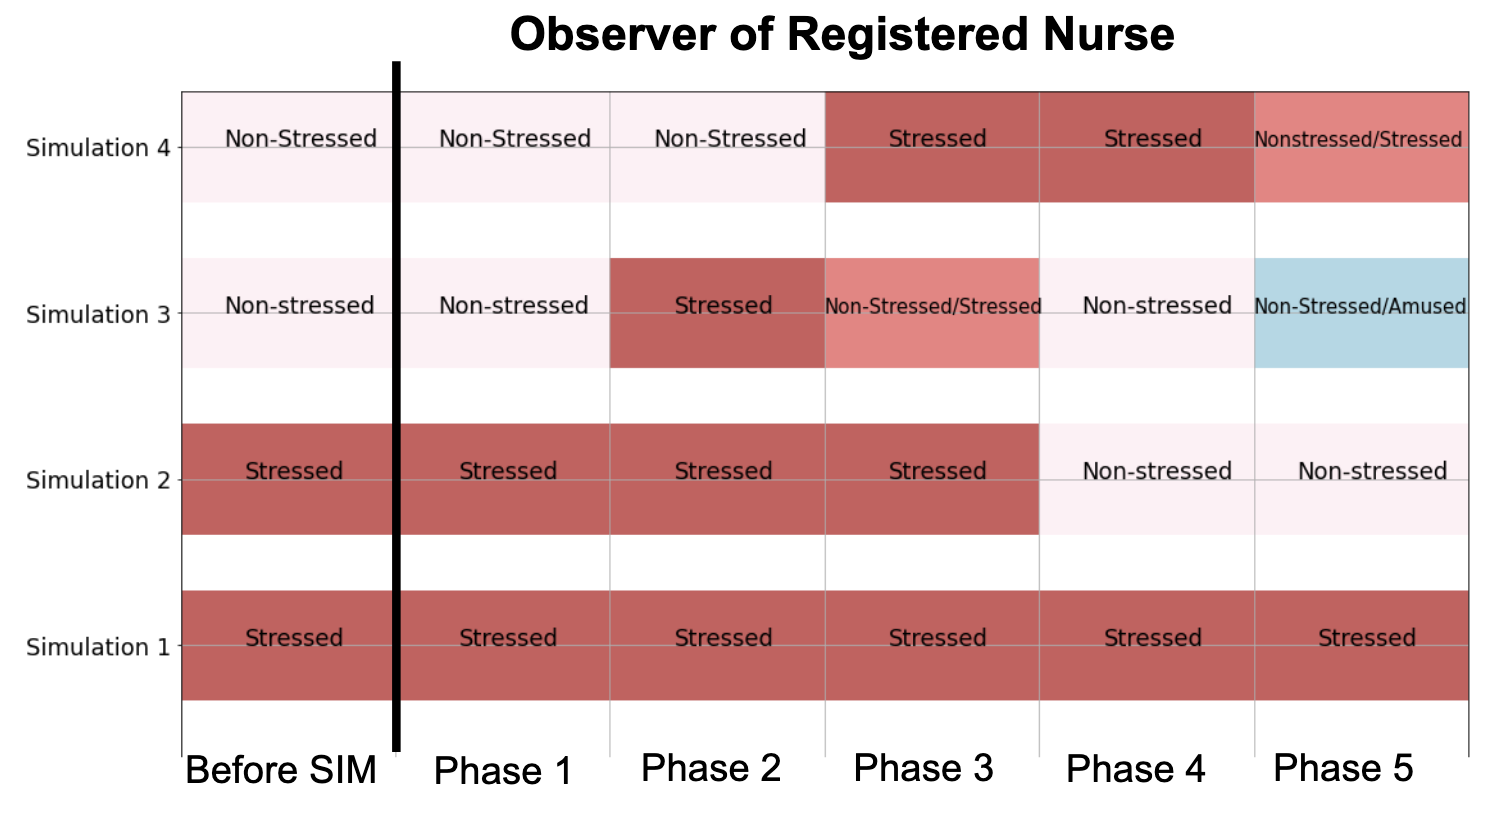 Observer of Registered Nurse
Simulation 4 Non-Stressed Non-Stressed Non-Stressed Stressed Stressed Nonstressed/Stressed
Simulation 3 Non-stressed Non-stressed Stressed Non-Stressed/Stressed Non-stressed Non-Stressed/Amused
Simulation 2 Stressed Stressed Stressed Stressed Non-stressed Non-stressed
Simulation 1 Stressed Stressed Stressed Stressed Stressed Stressed
Before SIM Phase 1 Phase 2 Phase 3 Phase 4 Phase 5